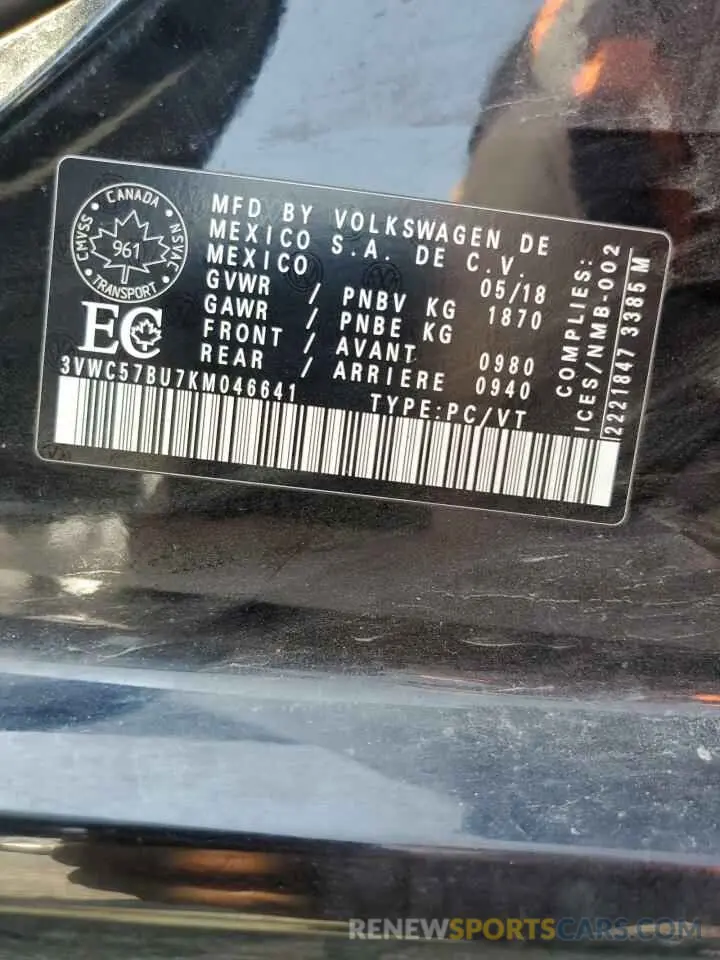 CANADA
CMVSS
NSVAC
961
TRANSPORT
EC
MFD BY VOLKSWAGEN DE
MEXICO S.A. DE C.V.
MEXICO 05/18
GVWR / PNBV KG 1870
GAWR / PNBE KG
FRONT / AVANT 0980
REAR / ARRIERE 0940
3VWC57BU7KM046641 TYPE:PC/VT
COMPLIES:
ICES/NMB-002
2221847 3385M
RENEWSPORTSCARS.COM